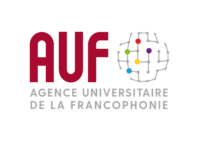 AUF
AGENCE UNIVERSITAIRE
DE LA FRANCOPHONIE